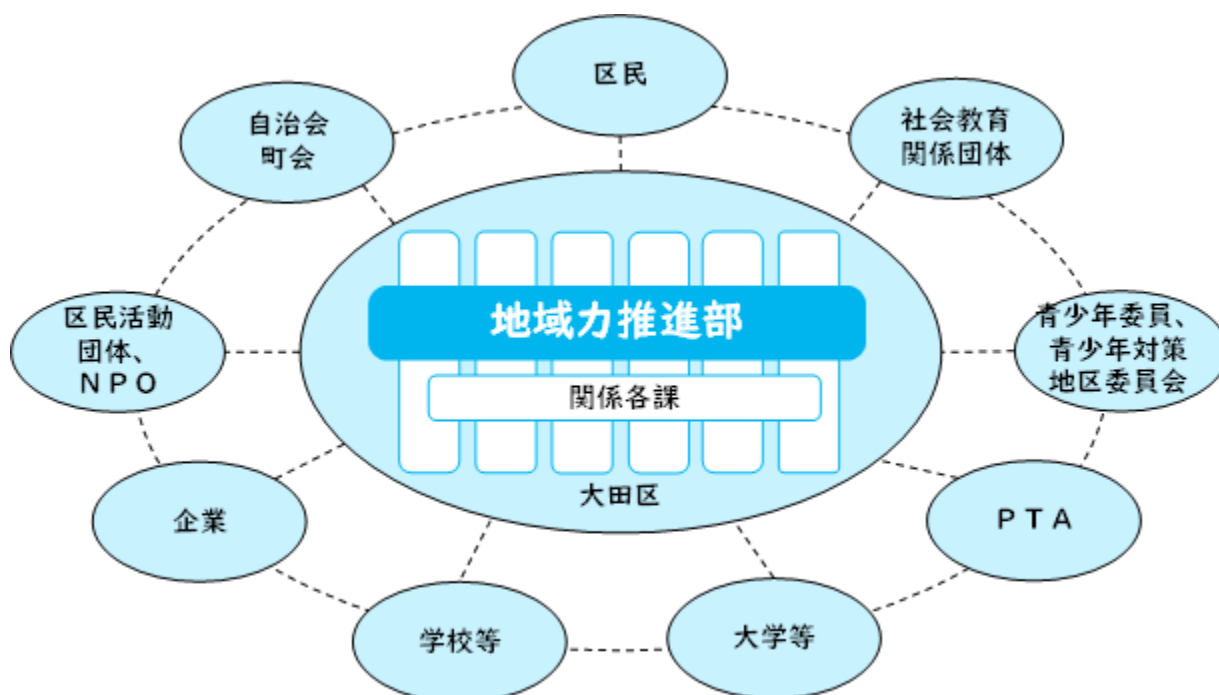 区民
自治会
町会
社会教育
関係団体
地域力推進部
区民活動
団体、
ＮＰＯ
青少年委員、
青少年対策
地区委員会
関係各課
大田区
企業
ＰＴＡ
学校等
大学等